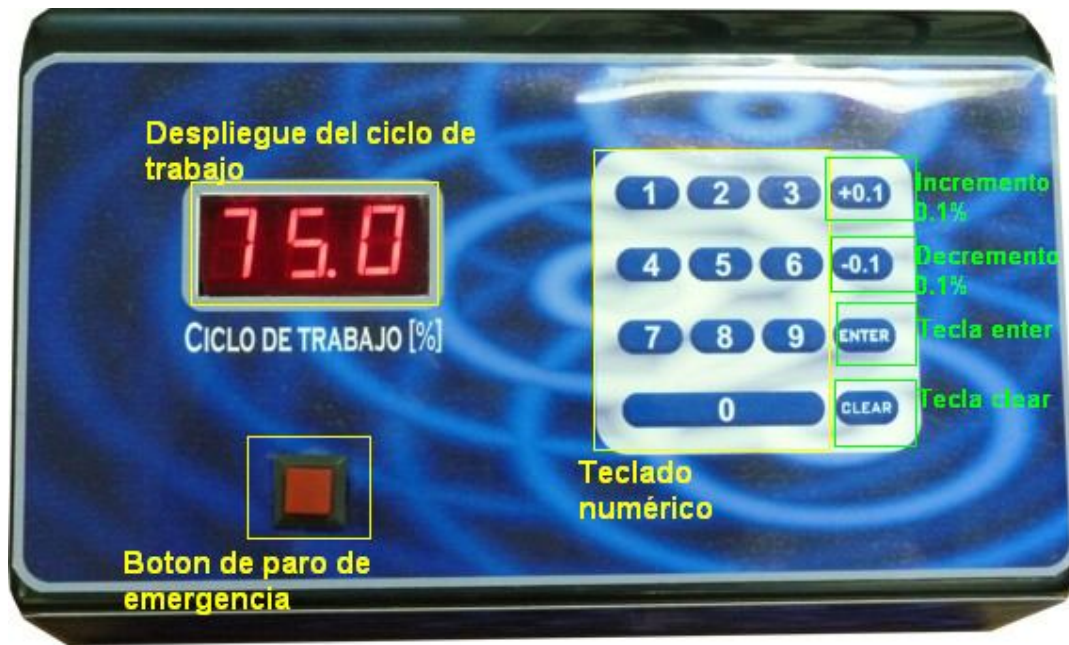 Despliegue del ciclo de
trabajo
75.0
CICLO DE TRABAJO [%]
Boton de paro de
emergencia
1 2 3 +0.1
4 5 6 -0.1
7 8 9 ENTER
0 CLEAR
Incremento
0.1%
Decremento
0.1%
Tecla enter
Tecla clear
Teclado
numérico